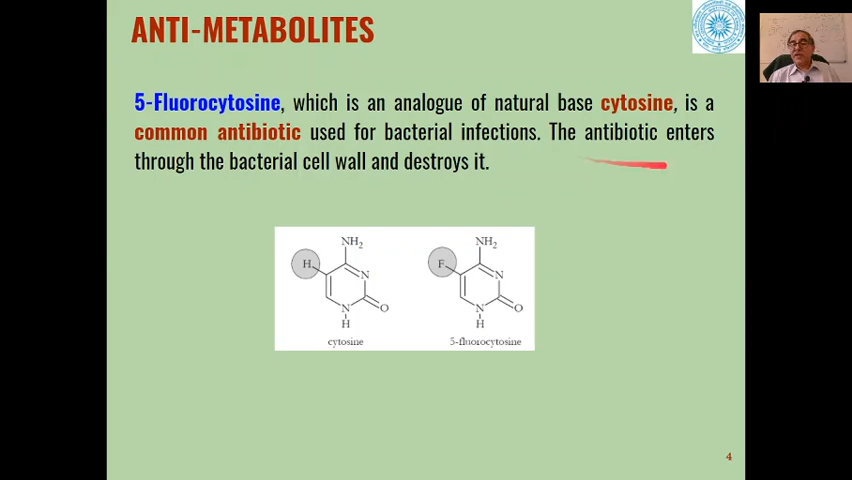 ANTI-METABOLITES
5-Fluorocytosine, which is an analogue of natural base cytosine, is a
common antibiotic used for bacterial infections. The antibiotic enters
through the bacterial cell wall and destroys it.
NH2 NH2
H F
N N
N O N O
H H
cytosine 5-fluorocytosine
4